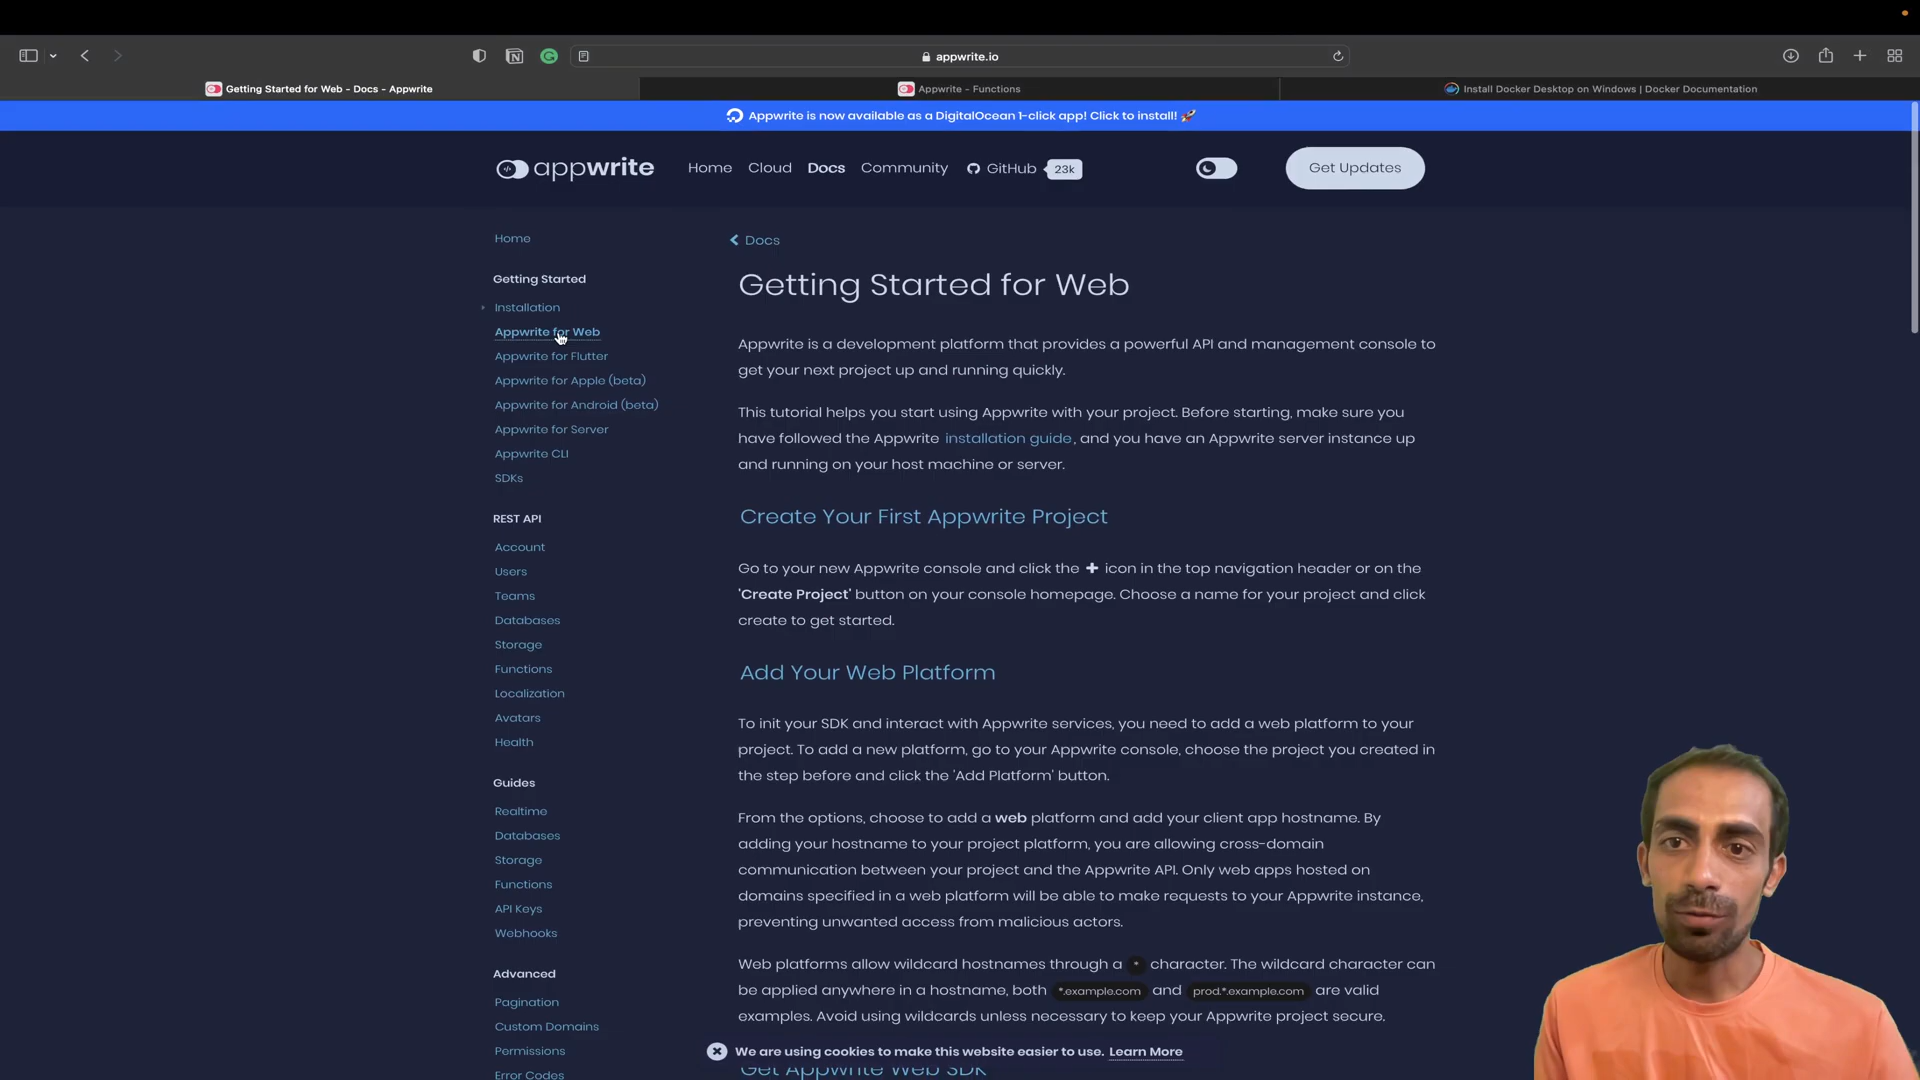 appwrite.io
Getting Started for Web - Docs - Appwrite
Appwrite - Functions
Install Docker Desktop on Windows | Docker Documentation
Appwrite is now available as a DigitalOcean 1-click app! Click to install! 🚀
appwrite
Home
Cloud
Docs
Community
GitHub
23k
Get Updates
Home
Getting Started
Installation
Appwrite for Web
Appwrite for Flutter
Appwrite for Apple (beta)
Appwrite for Android (beta)
Appwrite for Server
Appwrite CLI
SDKs
REST API
Account
Users
Teams
Databases
Storage
Functions
Localization
Avatars
Health
Guides
Realtime
Databases
Storage
Functions
API Keys
Webhooks
Advanced
Pagination
Custom Domains
Permissions
Error Codes
Docs
Getting Started for Web
Appwrite is a development platform that provides a powerful API and management console to
get your next project up and running quickly.
This tutorial helps you start using Appwrite with your project. Before starting, make sure you
have followed the Appwrite installation guide, and you have an Appwrite server instance up
and running on your host machine or server.
Create Your First Appwrite Project
Go to your new Appwrite console and click the + icon in the top navigation header or on the
'Create Project' button on your console homepage. Choose a name for your project and click
create to get started.
Add Your Web Platform
To init your SDK and interact with Appwrite services, you need to add a web platform to your
project. To add a new platform, go to your Appwrite console, choose the project you created in
the step before and click the 'Add Platform' button.
From the options, choose to add a web platform and add your client app hostname. By
adding your hostname to your project platform, you are allowing cross-domain
communication between your project and the Appwrite API. Only web apps hosted on
domains specified in a web platform will be able to make requests to your Appwrite instance,
preventing unwanted access from malicious actors.
Web platforms allow wildcard hostnames through a * character. The wildcard character can
be applied anywhere in a hostname, both *.example.com and prod.*.example.com are valid
examples. Avoid using wildcards unless necessary to keep your Appwrite project secure.
We are using cookies to make this website easier to use. Learn More
Get Appwrite Web SDK